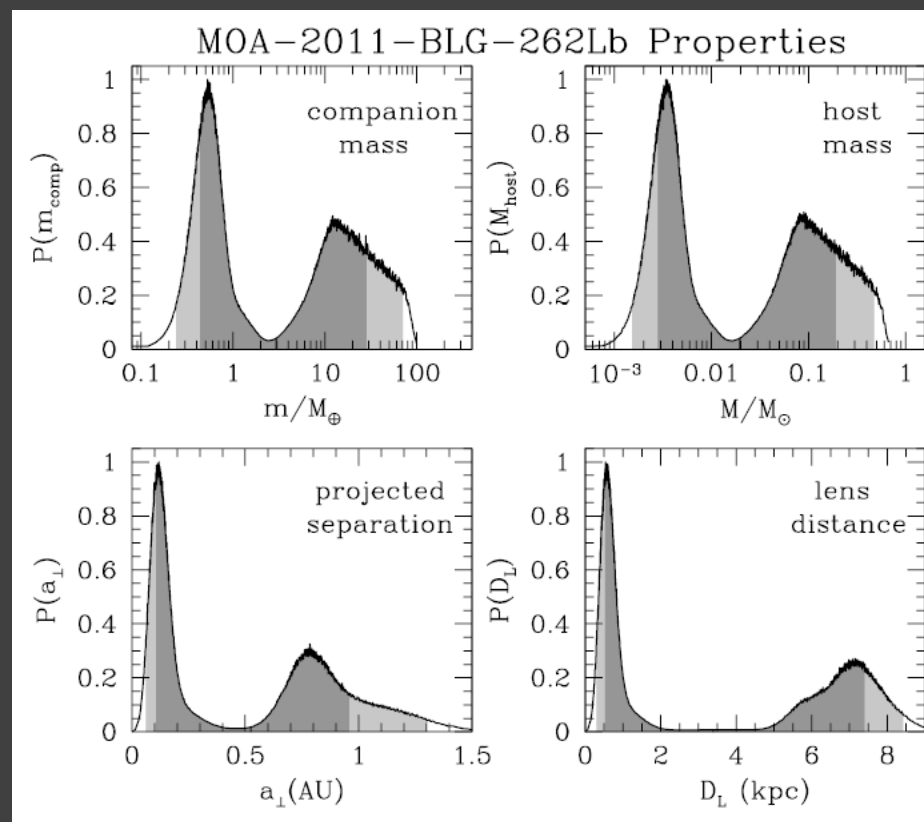 MOA-2011-BLG-262Lb Properties
companion
mass
P(m_comp)
1
0.8
0.6
0.4
0.2
0
0.1
1
10
100
m/M⊕
host
mass
P(M_host)
1
0.8
0.6
0.4
0.2
0
10⁻³
0.01
0.1
1
M/M☉
projected
separation
P(a⊥)
1
0.8
0.6
0.4
0.2
0
0
0.5
1
1.5
a⊥(AU)
lens
distance
P(D_L)
1
0.8
0.6
0.4
0.2
0
0
2
4
6
8
D_L (kpc)